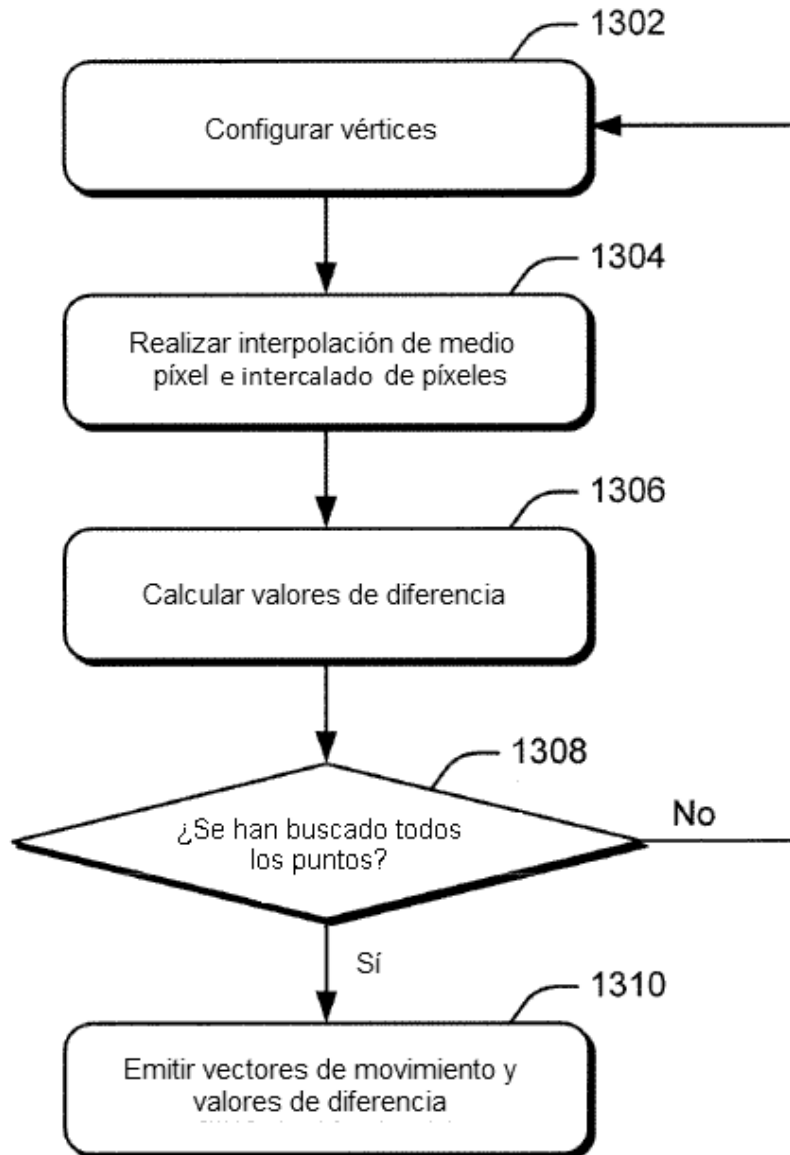 1302
Configurar vértices
1304
Realizar interpolación de medio
píxel e intercalado de píxeles
1306
Calcular valores de diferencia
1308
¿Se han buscado todos
los puntos?
No
Sí
1310
Emitir vectores de movimiento y
valores de diferencia